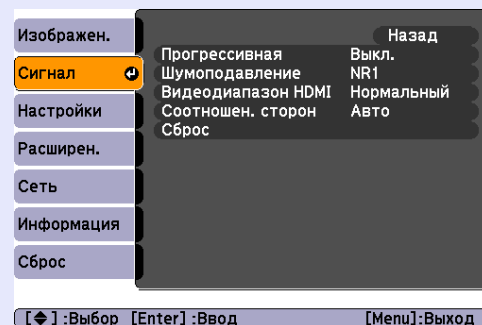 Изображен.
Сигнал
Настройки
Расширен.
Сеть
Информация
Сброс
Назад
Прогрессивная Выкл.
Шумоподавление NR1
Видеодиапазон HDMI Нормальный
Соотношен. сторон Авто
Сброс
[◆] :Выбор [Enter] :Ввод [Menu] :Выход